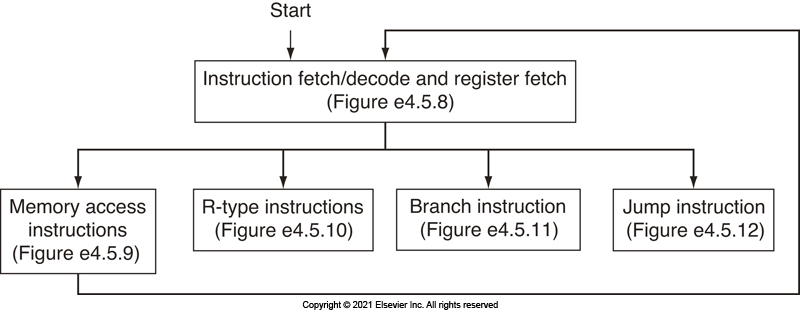 Start
Instruction fetch/decode and register fetch
(Figure e4.5.8)
Memory access
instructions
(Figure e4.5.9)
R-type instructions
(Figure e4.5.10)
Branch instruction
(Figure e4.5.11)
Jump instruction
(Figure e4.5.12)
Copyright © 2021 Elsevier Inc. All rights reserved